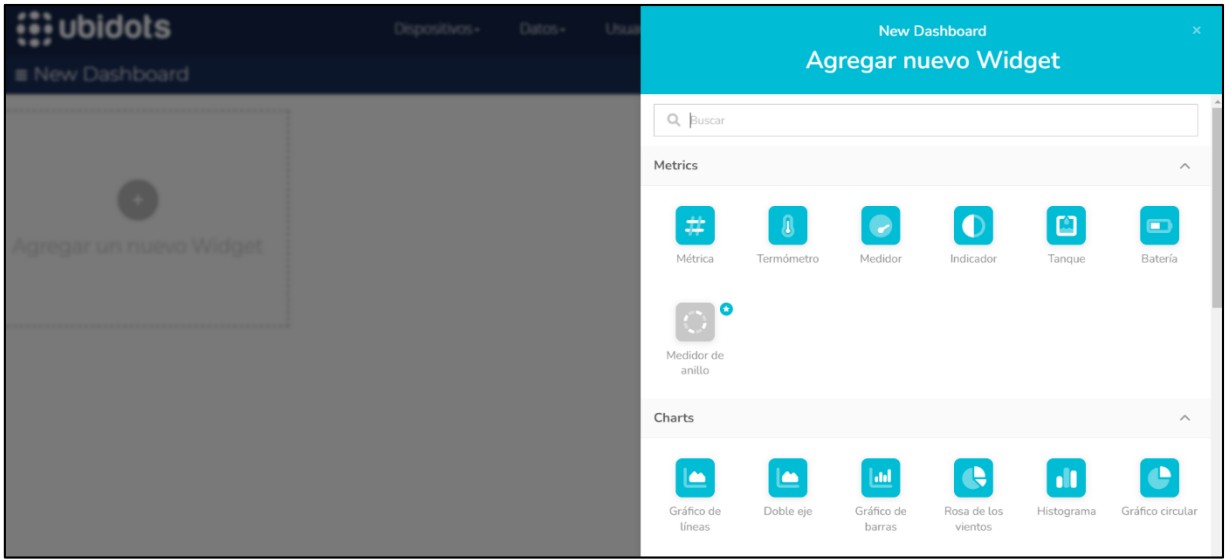 ubidots
Dispositivos
Datos
Usuar
New Dashboard
Agregar un nuevo Widget
New Dashboard
×
Agregar nuevo Widget
Buscar
Metrics
Métrica
Termómetro
Medidor
Indicador
Tanque
Batería
Medidor de
anillo
Charts
Gráfico de
líneas
Doble eje
Gráfico de
barras
Rosa de los
vientos
Histograma
Gráfico circular